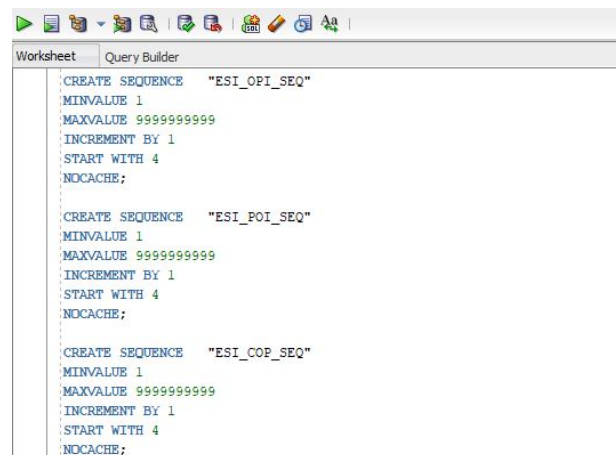 Worksheet Query Builder
CREATE SEQUENCE "ESI_OPI_SEQ"
MINVALUE 1
MAXVALUE 9999999999
INCREMENT BY 1
START WITH 4
NOCACHE;
CREATE SEQUENCE "ESI_POI_SEQ"
MINVALUE 1
MAXVALUE 9999999999
INCREMENT BY 1
START WITH 4
NOCACHE;
CREATE SEQUENCE "ESI_COP_SEQ"
MINVALUE 1
MAXVALUE 9999999999
INCREMENT BY 1
START WITH 4
NOCACHE;